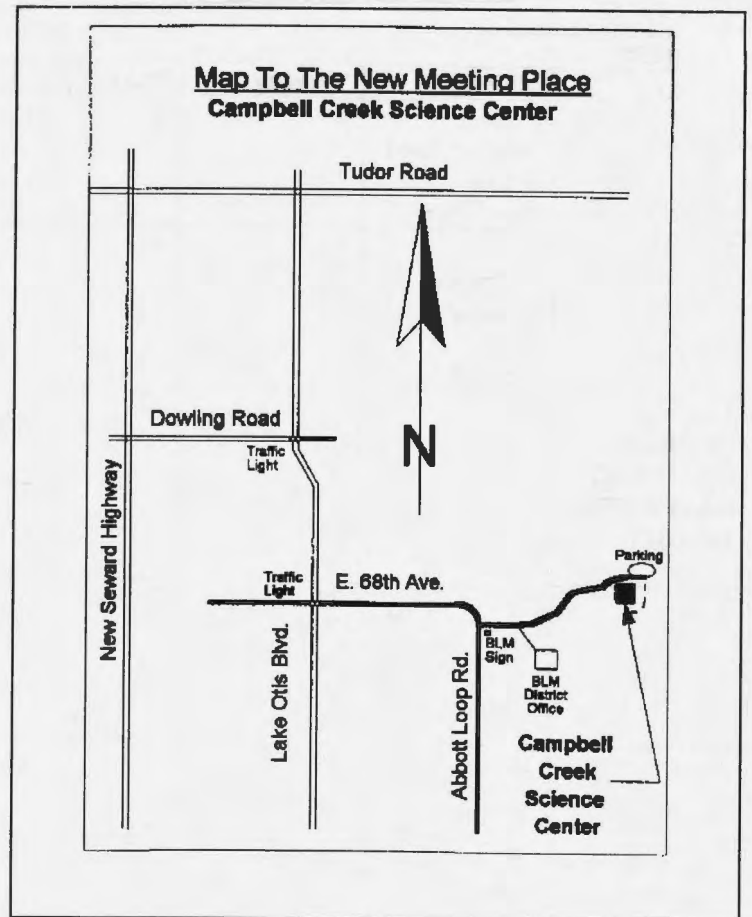 Map To The New Meeting Place
Campbell Creek Science Center
Tudor Road
Dowling Road
Traffic
Light
N
New Seward Highway
Traffic
Light
E. 68th Ave.
Lake Otis Blvd.
Abbott Loop Rd.
Parking
BLM
Sign
BLM
District
Office
Campbell
Creek
Science
Center